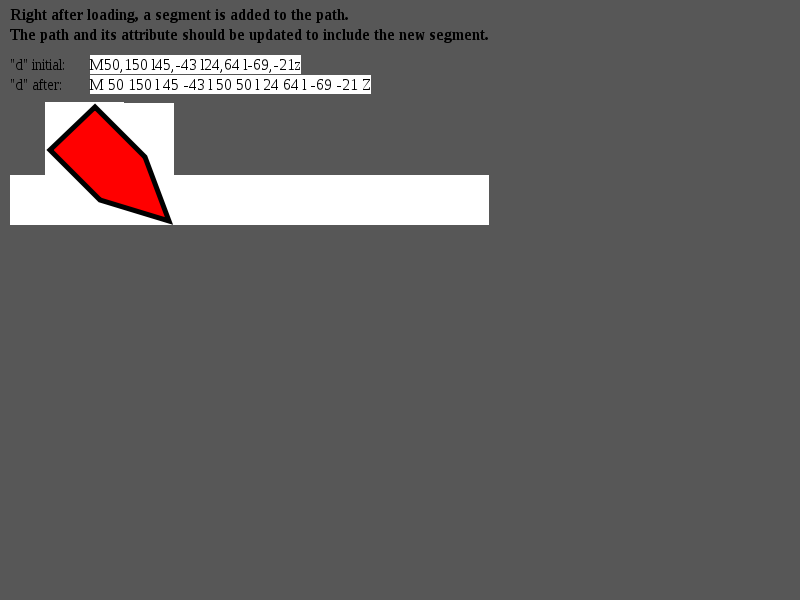 Right after loading, a segment is added to the path.
The path and its attribute should be updated to include the new segment.
"d" initial: M50,150 l45,-43 l24,64 l-69,-21z
"d" after: M 50 150 l 45 -43 l 50 50 l 24 64 l -69 -21 Z